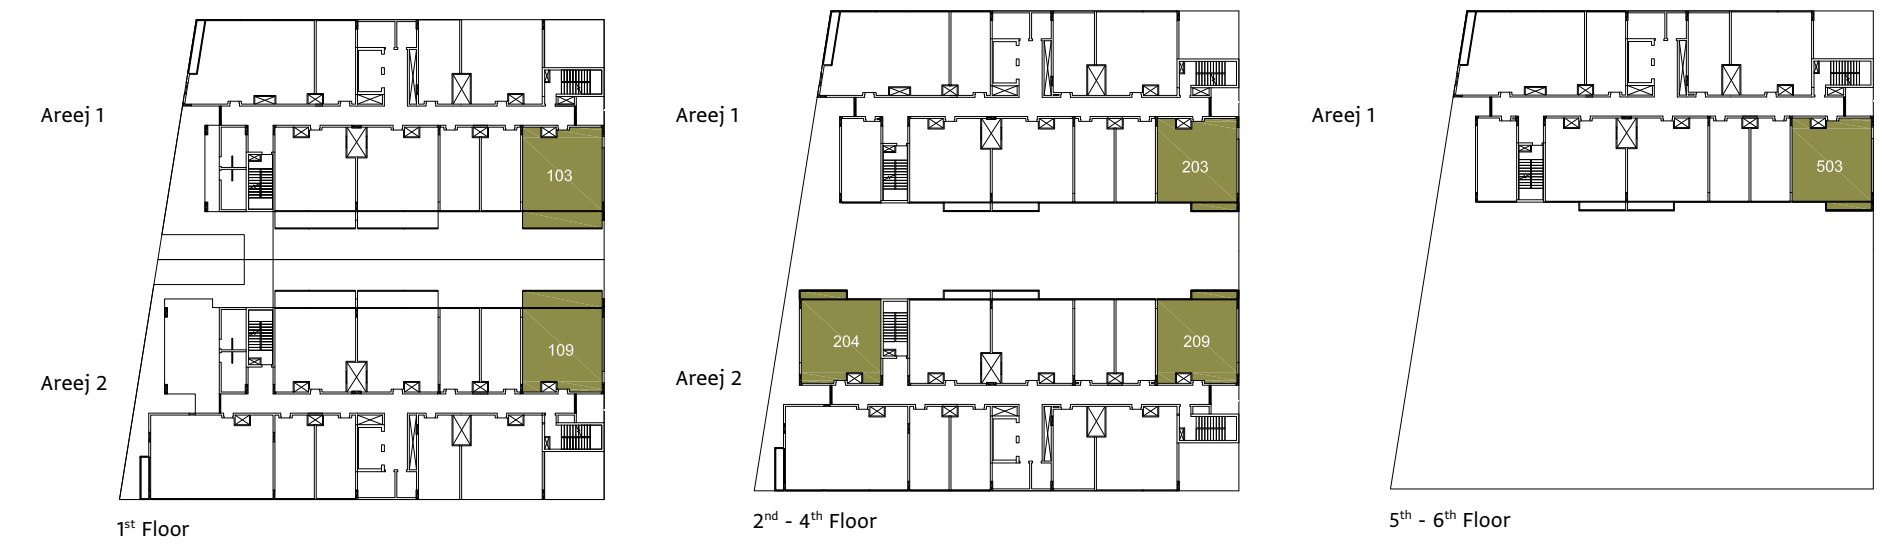 Areej 1
103
109
Areej 2
1st Floor
Areej 1
203
204
209
Areej 2
2nd - 4th Floor
Areej 1
503
5th - 6th Floor